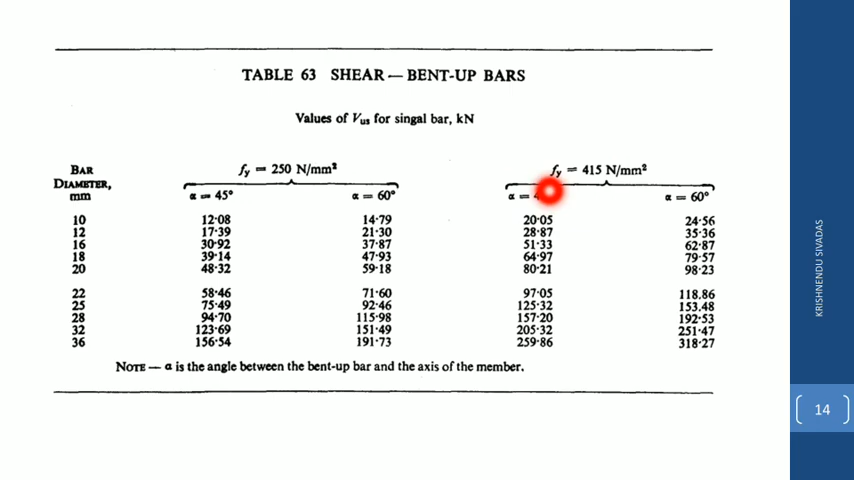 TABLE 63 SHEAR — BENT-UP BARS
Values of Vus for singal bar, kN
BAR DIAMETER, mm fy = 250 N/mm² fy = 415 N/mm²
α = 45° α = 60° α = α = 60°
10 12·08 14·79 20·05 24·56
12 17·39 21·30 28·87 35·36
16 30·92 37·87 51·33 62·87
18 39·14 47·93 64·97 79·57
20 48·32 59·18 80·21 98·23
22 58·46 71·60 97·05 118.86
25 75·49 92·46 125·32 153.48
28 94·70 115·98 157·20 192·53
32 123·69 151·49 205·32 251·47
36 156·54 191·73 259·86 318·27
NOTE — α is the angle between the bent-up bar and the axis of the member.
KRISHNENDU SIVADAS
14